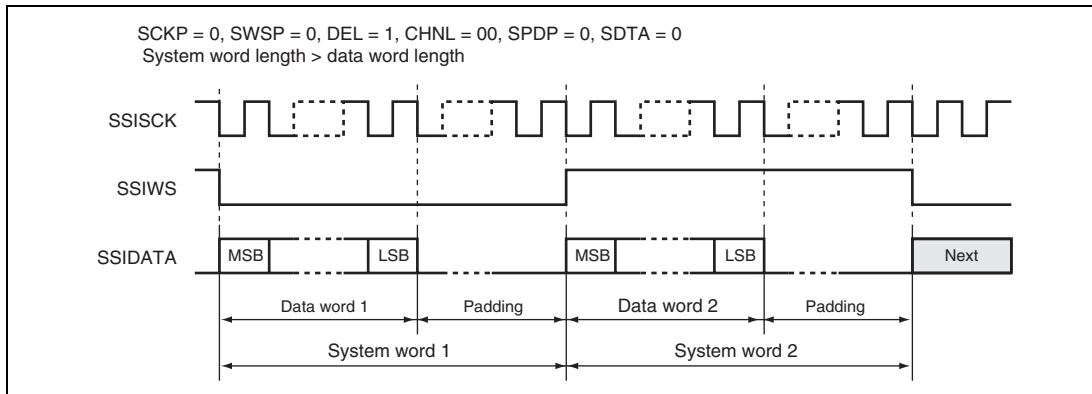 SCKP = 0, SWSP = 0, DEL = 1, CHNL = 00, SPDP = 0, SDTA = 0
System word length > data word length
SSISCK
SSIWS
SSIDATA
MSB
LSB
MSB
LSB
Next
Data word 1
Padding
Data word 2
Padding
System word 1
System word 2